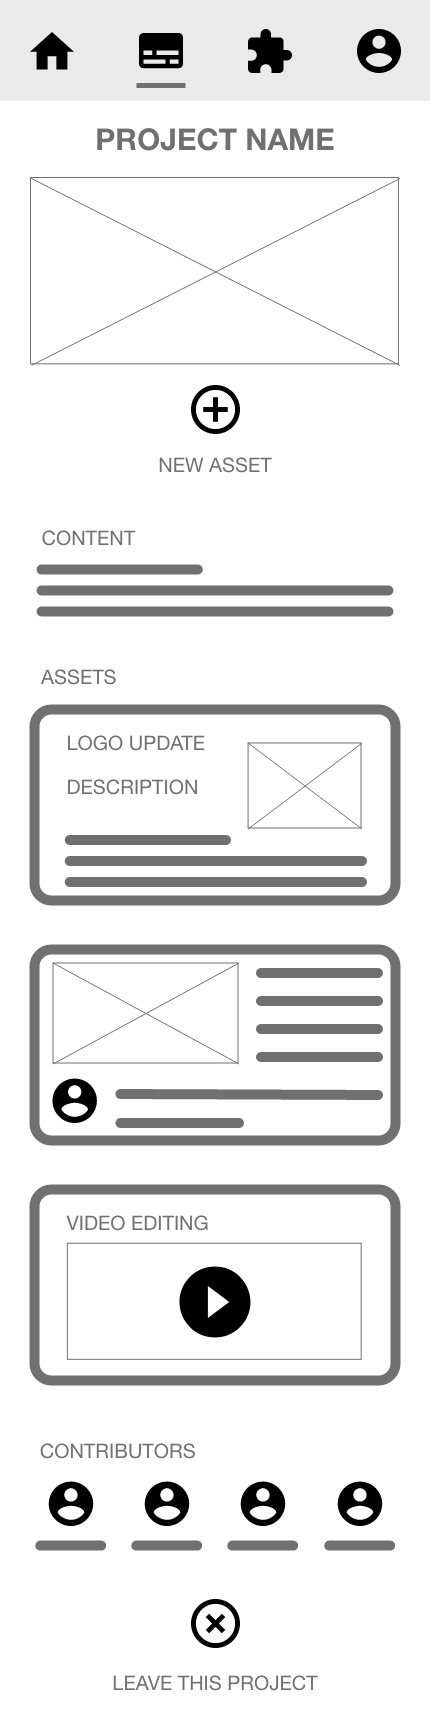 PROJECT NAME
NEW ASSET
CONTENT
ASSETS
LOGO UPDATE
DESCRIPTION
VIDEO EDITING
CONTRIBUTORS
LEAVE THIS PROJECT